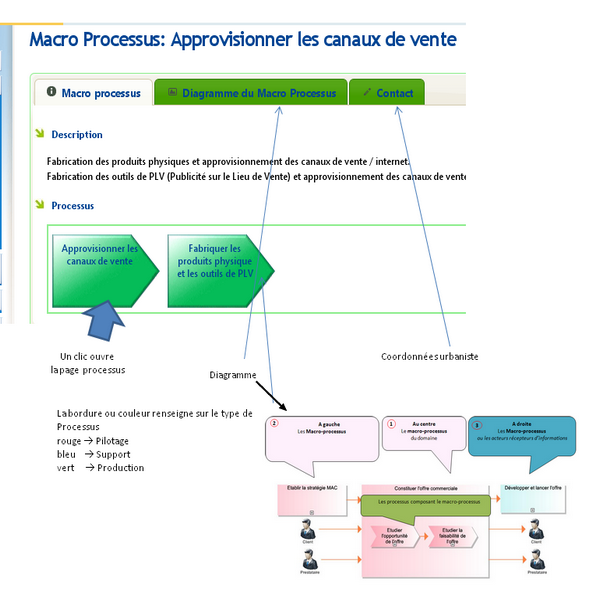 Macro Processus: Approvisionner les canaux de vente
Macro processus
Diagramme du Macro Processus
Contact
Description
Fabrication des produits physiques et approvisionnement des canaux de vente / internet.
Fabrication des outils de PLV (Publicité sur le Lieu de Vente) et approvisionnement des canaux de vente
Processus
Approvisionner les
canaux de vente
Fabriquer les
produits physique
et les outils de PLV
Un clic ouvre
la page processus
Diagramme
Coordonnées urbaniste
La bordure ou couleur renseigne sur le type de
Processus
rouge → Pilotage
bleu → Support
vert → Production
2
A gauche
Les Macro-processus
1
Au centre
Le macro-processus
du domaine
3
A droite
Les Macro-processus
ou les acteurs récepteurs d'informations
Etablir la stratégie MAC
Constituer l'offre commerciale
Développer et lancer l'offre
Les processus composant le macro-processus
Etudier
l'opportunité
de l'offre
Etudier la
faisabilité de
l'offre
Client
Client
Prestataire
Prestataire